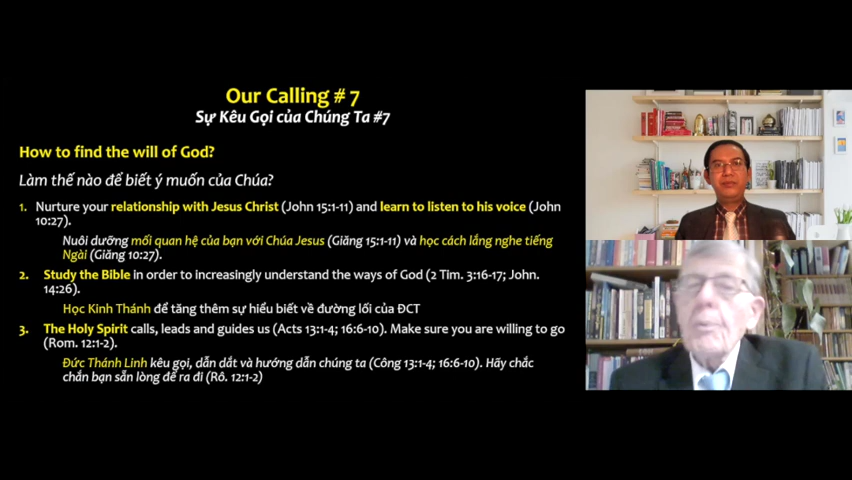 Our Calling # 7
Sự Kêu Gọi của Chúng Ta #7
How to find the will of God?
Làm thế nào để biết ý muốn của Chúa?
1. Nurture your relationship with Jesus Christ (John 15:1-11) and learn to listen to his voice (John
10:27).
Nuôi dưỡng mối quan hệ của bạn với Chúa Jesus (Giăng 15:1-11) và học cách lắng nghe tiếng
Ngài (Giăng 10:27).
2. Study the Bible in order to increasingly understand the ways of God (2 Tim. 3:16-17; John.
14:26).
Học Kinh Thánh để tăng thêm sự hiểu biết về đường lối của ĐCT
3. The Holy Spirit calls, leads and guides us (Acts 13:1-4; 16:6-10). Make sure you are willing to go
(Rom. 12:1-2).
Đức Thánh Linh kêu gọi, dẫn dắt và hướng dẫn chúng ta (Công 13:1-4; 16:6-10). Hãy chắc
chắn bạn sẵn lòng để ra đi (Rô. 12:1-2)